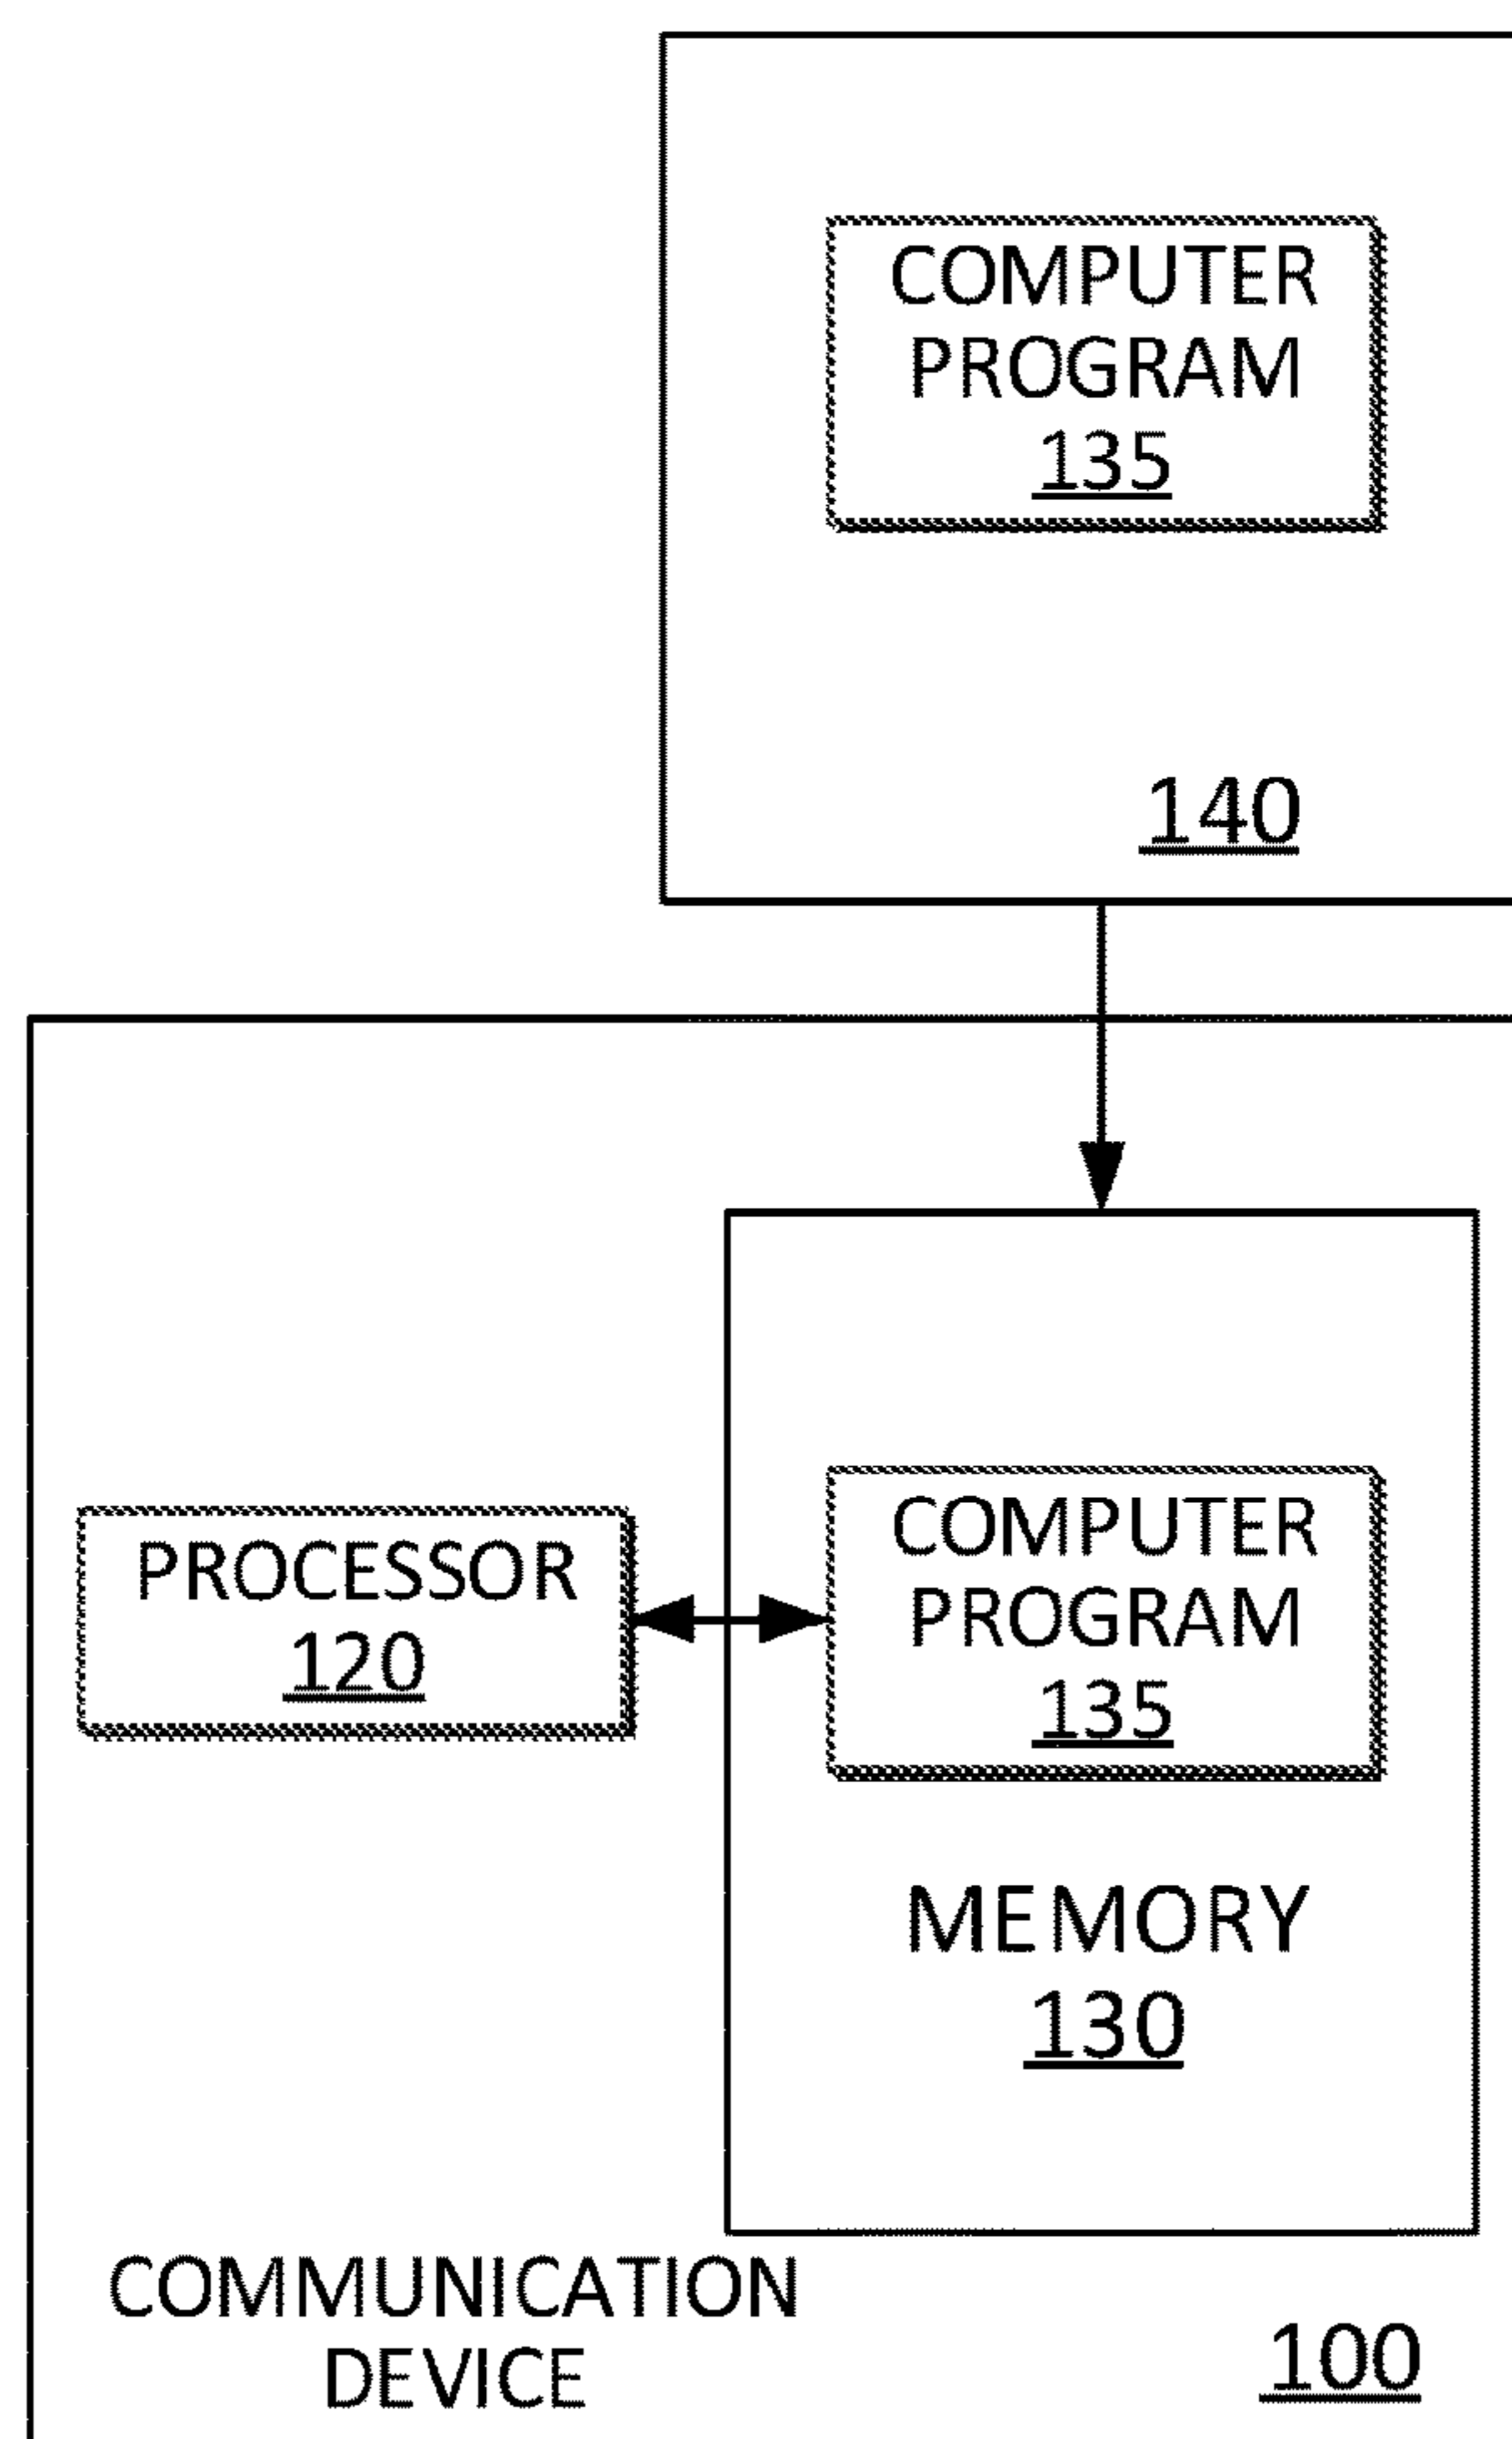 COMPUTER
PROGRAM
135
140
PROCESSOR
120
COMPUTER
PROGRAM
135
MEMORY
130
COMMUNICATION
DEVICE
100